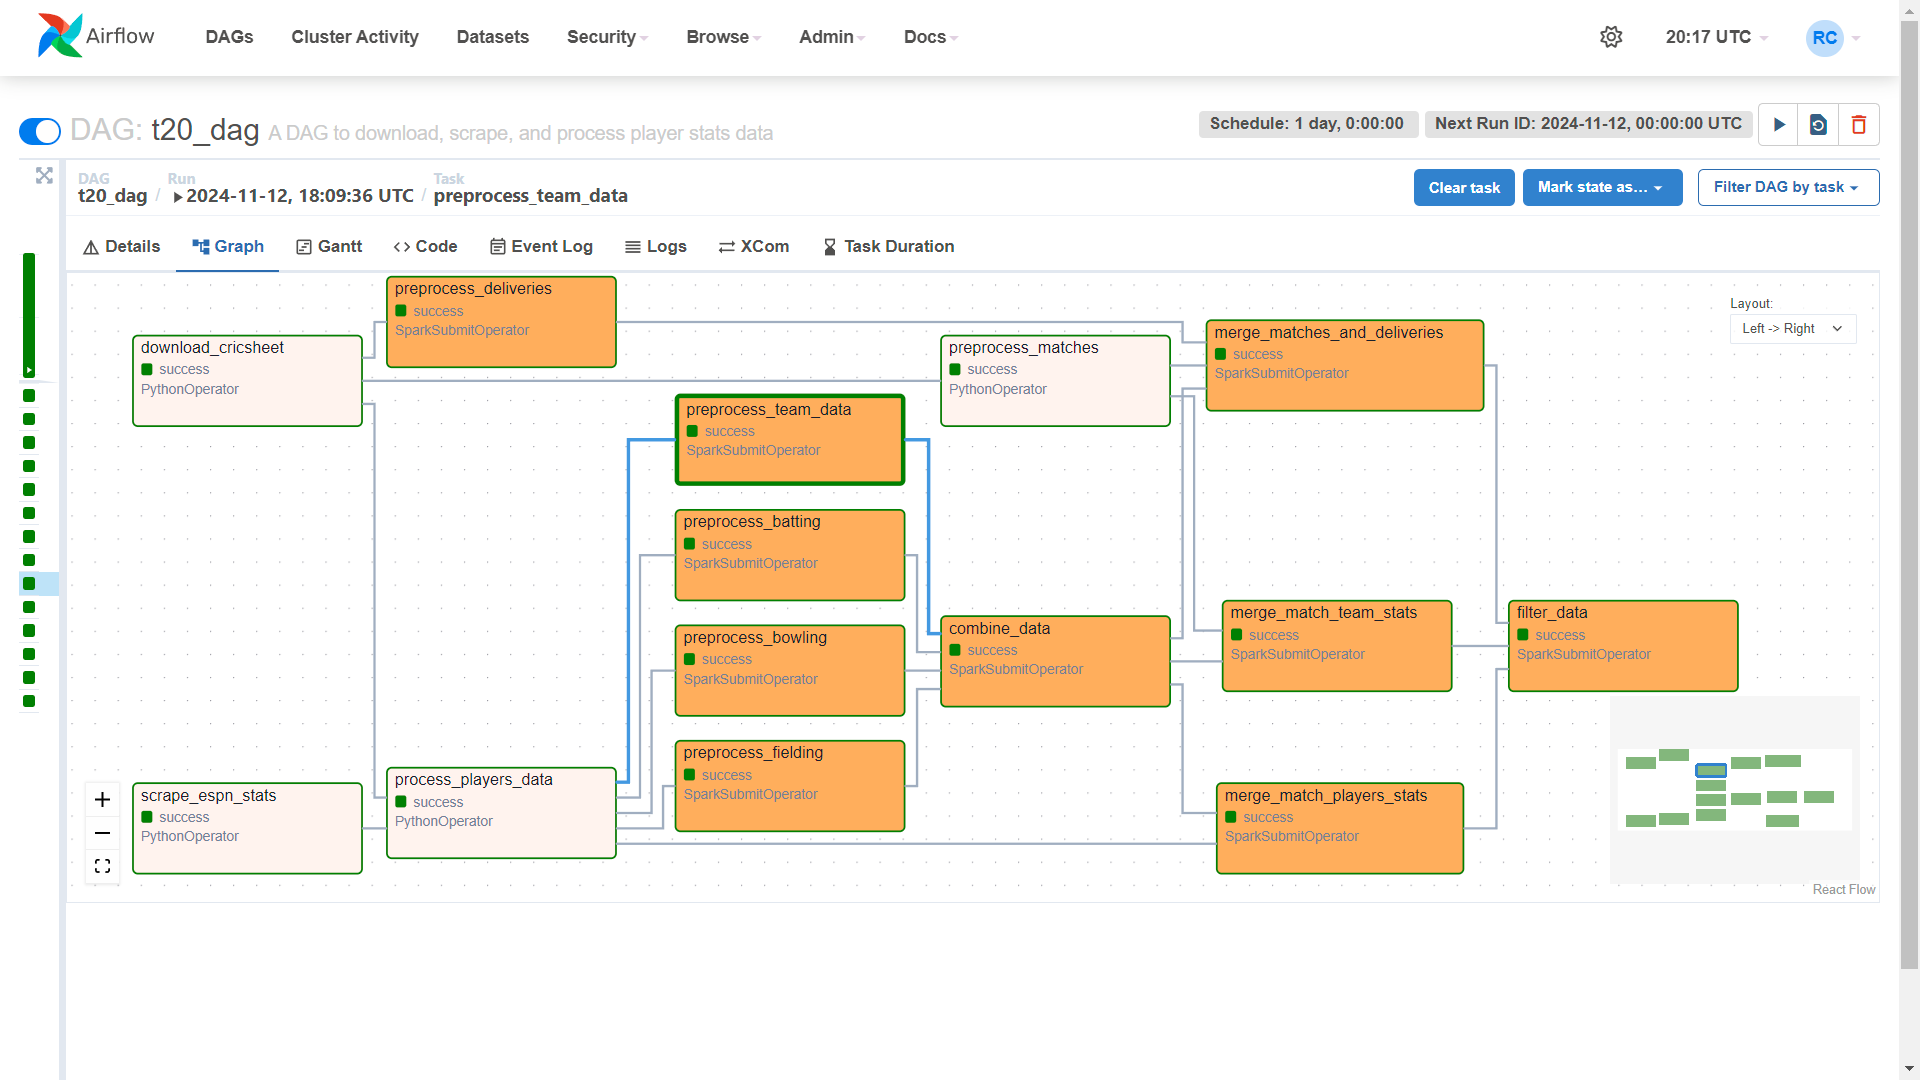 Airflow
DAGs
Cluster Activity
Datasets
Security
Browse
Admin
Docs
20:17 UTC
RC
DAG: t20_dag A DAG to download, scrape, and process player stats data
Schedule: 1 day, 0:00:00
Next Run ID: 2024-11-12, 00:00:00 UTC
DAG
t20_dag
/
Run
2024-11-12, 18:09:36 UTC
/
Task
preprocess_team_data
Clear task
Mark state as...
Filter DAG by task
Details
Graph
Gantt
Code
Event Log
Logs
XCom
Task Duration
Layout:
Left -> Right
preprocess_deliveries
success
SparkSubmitOperator
download_cricsheet
success
PythonOperator
preprocess_matches
success
PythonOperator
merge_matches_and_deliveries
success
SparkSubmitOperator
preprocess_team_data
success
SparkSubmitOperator
preprocess_batting
success
SparkSubmitOperator
preprocess_bowling
success
SparkSubmitOperator
combine_data
success
SparkSubmitOperator
merge_match_team_stats
success
SparkSubmitOperator
filter_data
success
SparkSubmitOperator
preprocess_fielding
success
SparkSubmitOperator
scrape_espn_stats
success
PythonOperator
process_players_data
success
PythonOperator
merge_match_players_stats
success
SparkSubmitOperator
React Flow